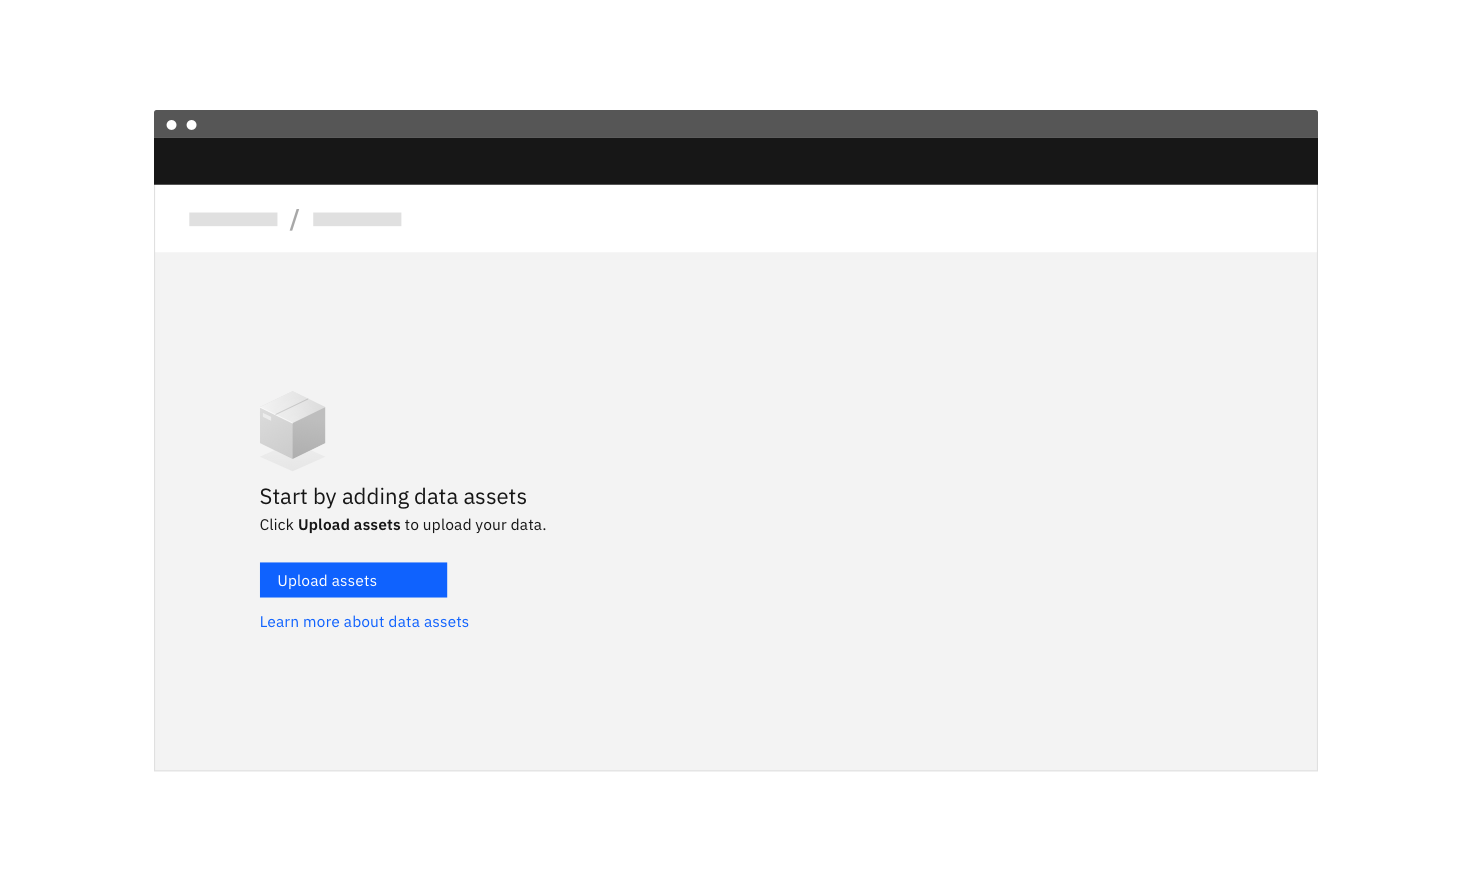 /
Start by adding data assets
Click Upload assets to upload your data.
Upload assets
Learn more about data assets